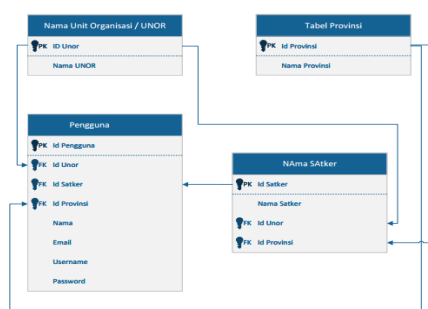 Nama Unit Organisasi / UNOR
PK ID Unor
Nama UNOR
Tabel Provinsi
PK Id Provinsi
Nama Provinsi
Pengguna
PK Id Pengguna
FK Id Unor
FK Id Satker
FK Id Provinsi
Nama
Email
Username
Password
NAma SAtker
PK Id Satker
Nama Satker
FK Id Unor
FK Id Provinsi